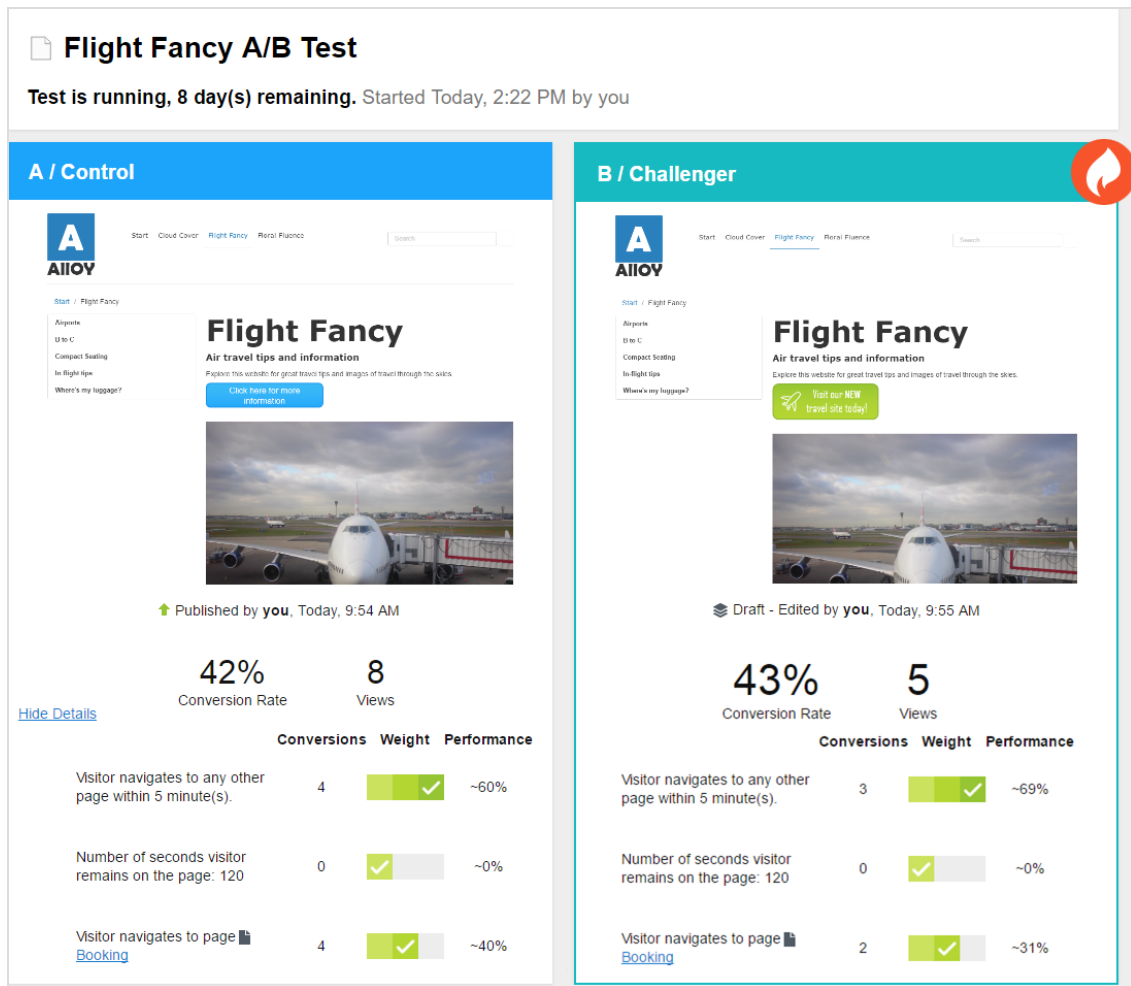 Flight Fancy A/B Test
Test is running, 8 day(s) remaining. Started Today, 2:22 PM by you
A / Control
A
AllOY
Start Cloud Cover Flight Fancy Floral Fluence
Search
Start / Flight Fancy
Airports
B to C
Compact Seating
In-flight tips
Where's my luggage?
Flight Fancy
Air travel tips and information
Explore this website for great travel tips and images of travel through the skies.
Click here for more
information
Published by you, Today, 9:54 AM
42%
Conversion Rate
8
Views
Hide Details
Conversions Weight Performance
Visitor navigates to any other
page within 5 minute(s).
4
~60%
Number of seconds visitor
remains on the page: 120
0
~0%
Visitor navigates to page
Booking
4
~40%
B / Challenger
A
AllOY
Start Cloud Cover Flight Fancy Floral Fluence
Search
Start / Flight Fancy
Airports
B to C
Compact Seating
In-flight tips
Where's my luggage?
Flight Fancy
Air travel tips and information
Explore this website for great travel tips and images of travel through the skies.
Visit our NEW
travel site today!
Draft - Edited by you, Today, 9:55 AM
43%
Conversion Rate
5
Views
Conversions Weight Performance
Visitor navigates to any other
page within 5 minute(s).
3
~69%
Number of seconds visitor
remains on the page: 120
0
~0%
Visitor navigates to page
Booking
2
~31%